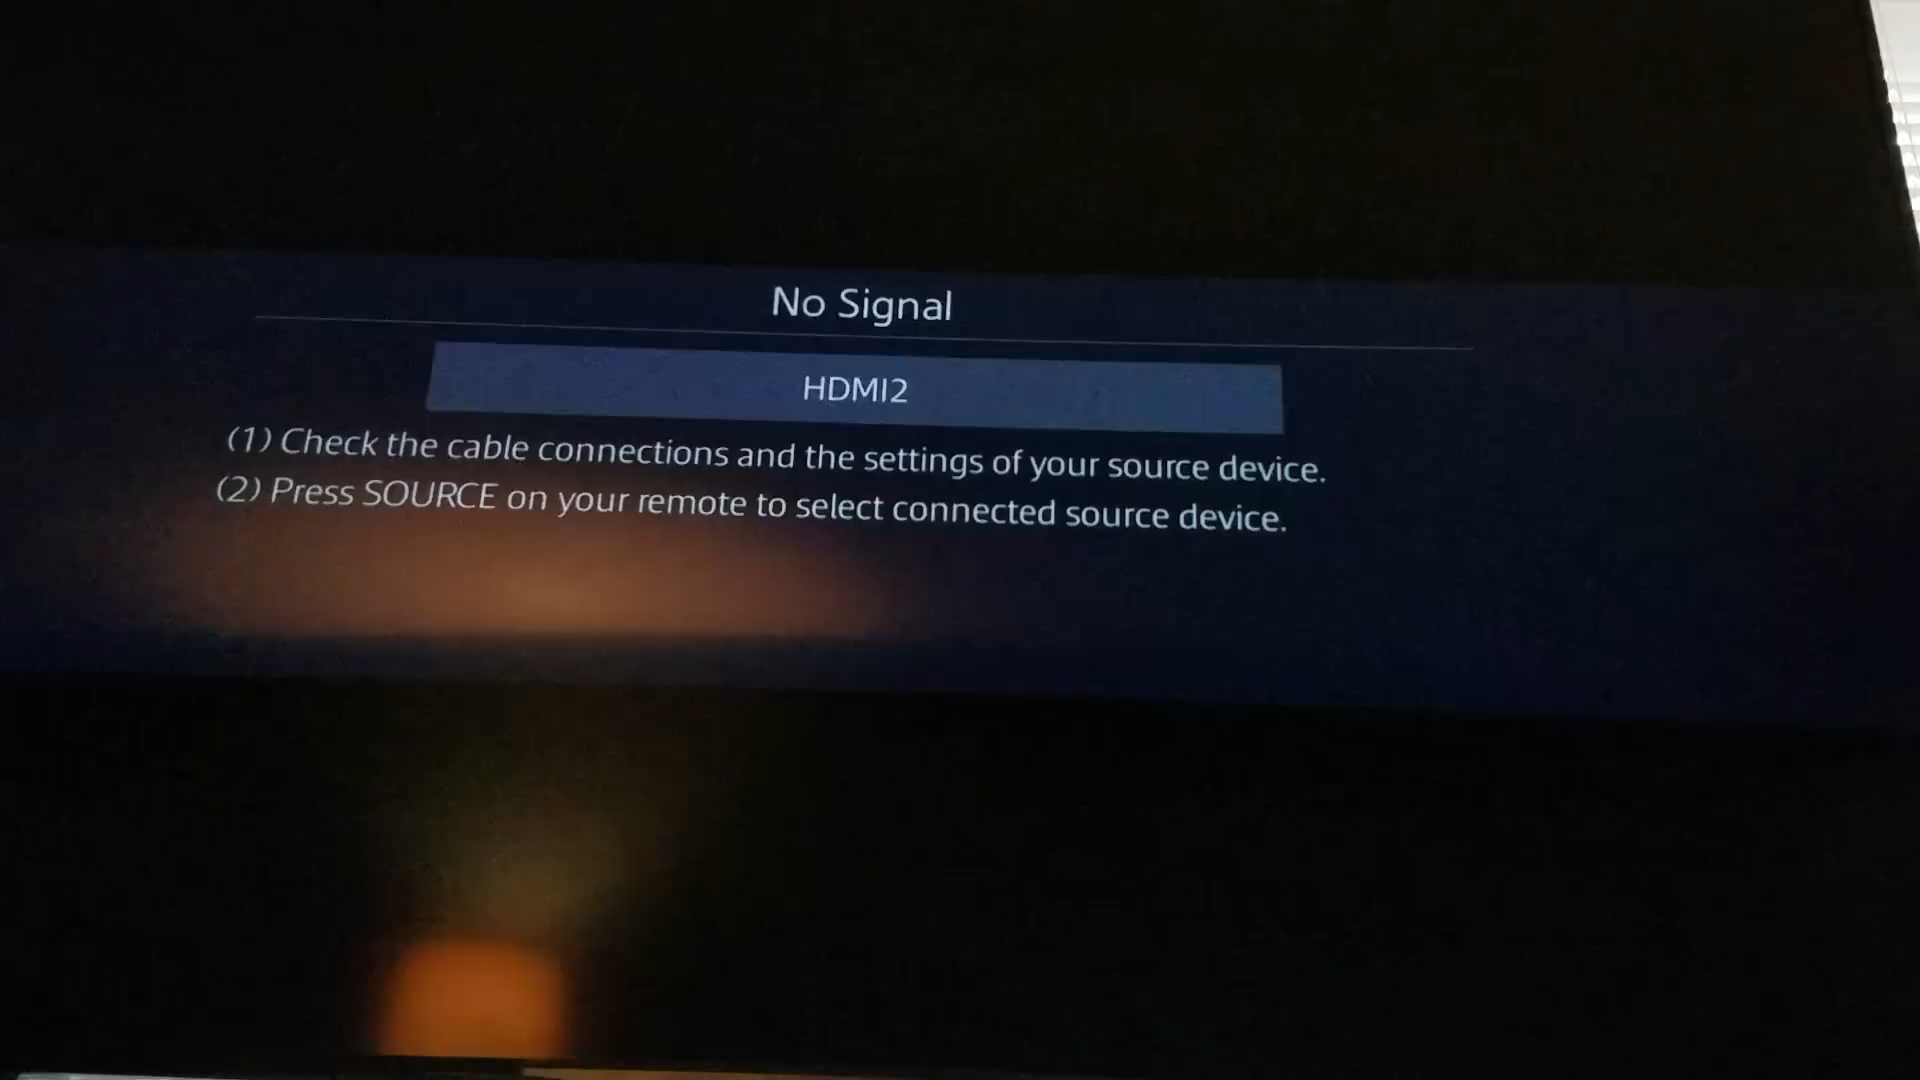 No Signal
HDMI2
(1) Check the cable connections and the settings of your source device.
(2) Press SOURCE on your remote to select connected source device.